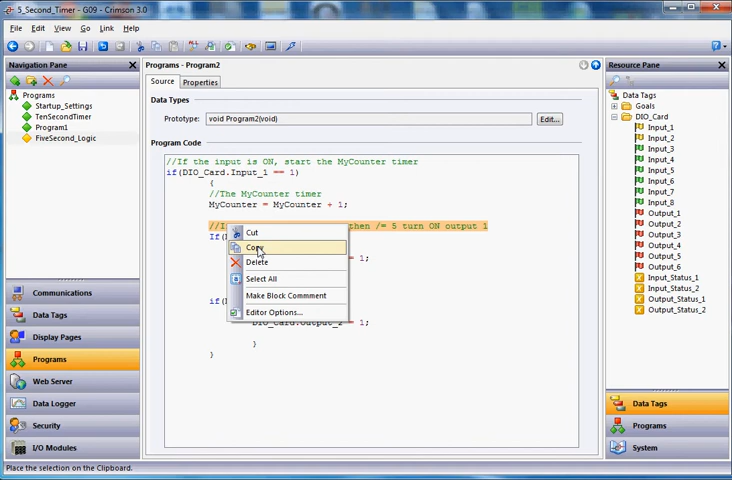 5_Second_Timer - G09 - Crimson 3.0
File Edit View Go Link Help
Navigation Pane
Programs
Startup_Settings
TenSecondTimer
Program1
FiveSecond_Logic
Communications
Data Tags
Display Pages
Programs
Web Server
Data Logger
Security
I/O Modules
Programs - Program2
Source Properties
Data Types
Prototype: void Program2(void) Edit...
Program Code
//If the input is ON, start the MyCounter timer
if(DIO_Card.Input_1 == 1)
{
//The MyCounter timer
MyCounter = MyCounter + 1;
then /= 5 turn ON output 1
If(
= 1;
if(
DIO_Card.Output_2 = 1;
}
}
Cut
Copy
Delete
Select All
Make Block Commment
Editor Options...
Resource Pane
Data Tags
Goals
DIO_Card
Input_1
Input_2
Input_3
Input_4
Input_5
Input_6
Input_7
Input_8
Output_1
Output_2
Output_3
Output_4
Output_5
Output_6
Input_Status_1
Input_Status_2
Output_Status_1
Output_Status_2
Data Tags
Programs
System
Place the selection on the Clipboard.